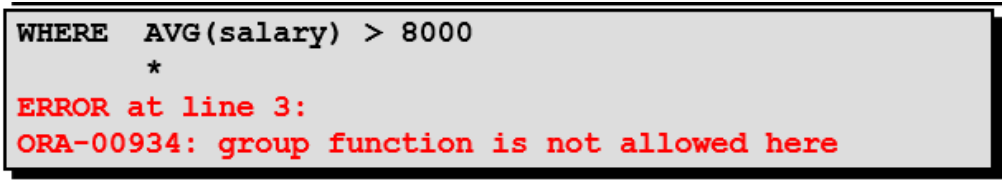 WHERE  AVG(salary) > 8000
       *
ERROR at line 3:
ORA-00934: group function is not allowed here